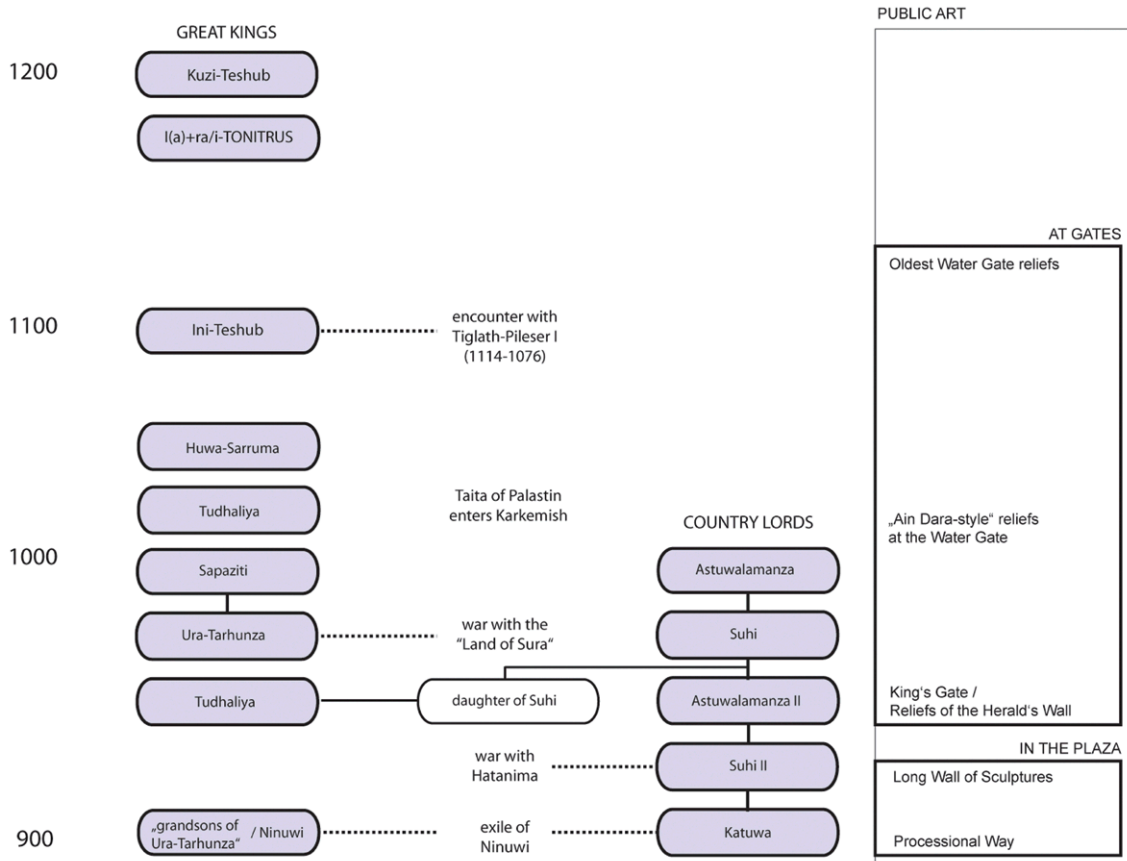 PUBLIC ART
GREAT KINGS
1200
Kuzi-Teshub
I(a)+ra/i-TONITRUS
AT GATES
Oldest Water Gate reliefs
1100
Ini-Teshub
encounter with
Tiglath-Pileser I
(1114-1076)
Huwa-Sarruma
Tudhaliya
Taita of Palastin
enters Karkemish
COUNTRY LORDS
„Ain Dara-style“ reliefs
at the Water Gate
1000
Sapaziti
Astuwalamanza
Ura-Tarhunza
war with the
"Land of Sura“
Suhi
Tudhaliya
daughter of Suhi
Astuwalamanza II
King's Gate /
Reliefs of the Herald's Wall
IN THE PLAZA
war with
Hatanima
Suhi II
Long Wall of Sculptures
900
„grandsons of
Ura-Tarhunza“
/ Ninuwi
exile of
Ninuwi
Katuwa
Processional Way